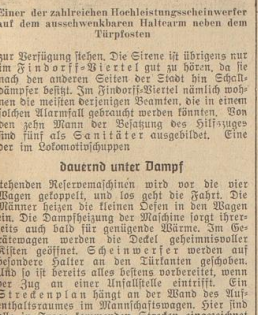 Einer der zahlreichen Hochleistungsscheinwerfer
auf dem ausschwenkbaren Haltearm neben dem
Türpfosten
zur Verfügung stehen. Die Sirene ist übrigens nur
im Findorff-Viertel gut zu hören, da sie
nach den anderen Seiten der Stadt hin Schall-
dämpfer besitzt. Im Findorff-Viertel nämlich woh-
nen die meisten derjenigen Beamten, die in einem
solchen Alarmfall gebraucht werden könnten. Von
den zehn Mann der Besatzung des Hilfszuges
sind fünf als Sanitäter ausgebildet. Eine
der im Lokomotivschuppen
dauernd unter Dampf
stehenden Reservemaschinen wird vor die vier
Wagen gekoppelt, und los geht die Fahrt. Die
Männer heizen die kleinen Oefen in den Wagen
ein. Die Dampfheizung der Maschine sorgt ihrer-
seits auch bald für genügende Wärme. Im Ge-
rätewagen werden die Deckel geheimnisvoller
Kisten geöffnet. Scheinwerfer werden auf
besondere Halter an den Türkanten geschoben.
Und so ist bereits alles bestens vorbereitet, wenn
der Zug an einer Unfallstelle eintrifft. Ein
Streckenplan hängt an der Wand des Auf-
enthaltsraumes im Mannschaftswagen. Hier sind